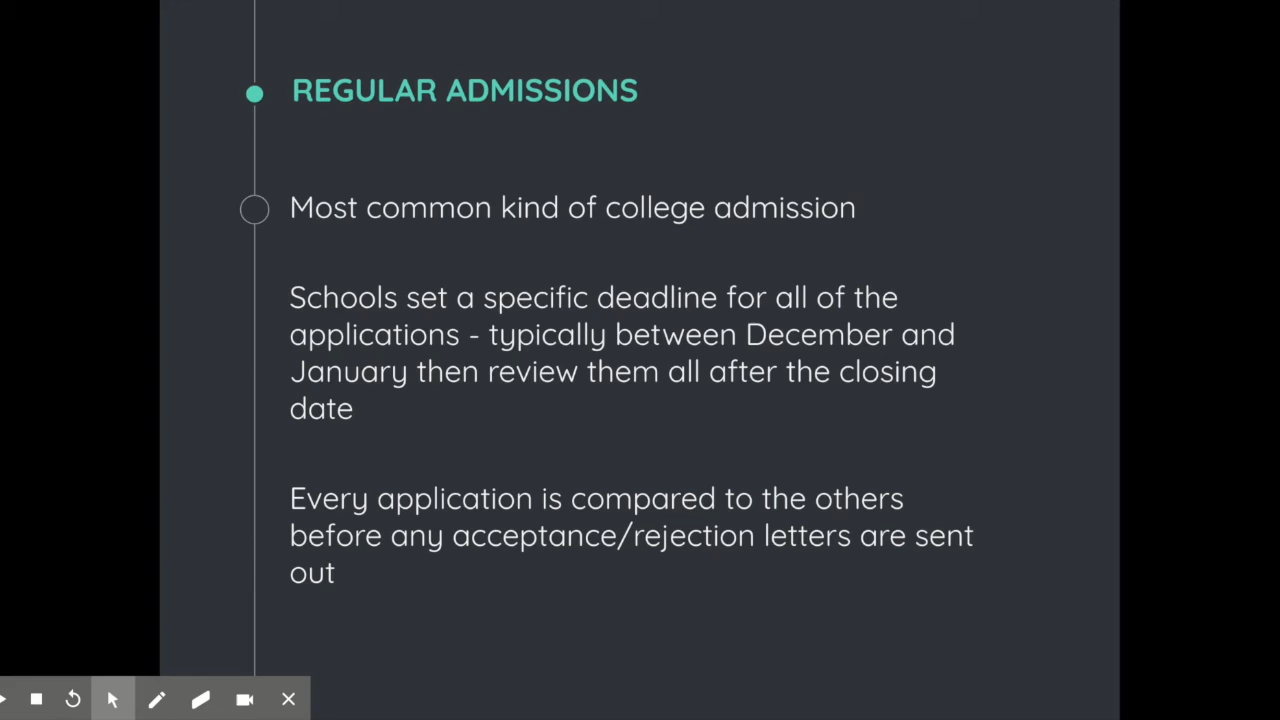 REGULAR ADMISSIONS
Most common kind of college admission
Schools set a specific deadline for all of the
applications - typically between December and
January then review them all after the closing
date
Every application is compared to the others
before any acceptance/rejection letters are sent
out